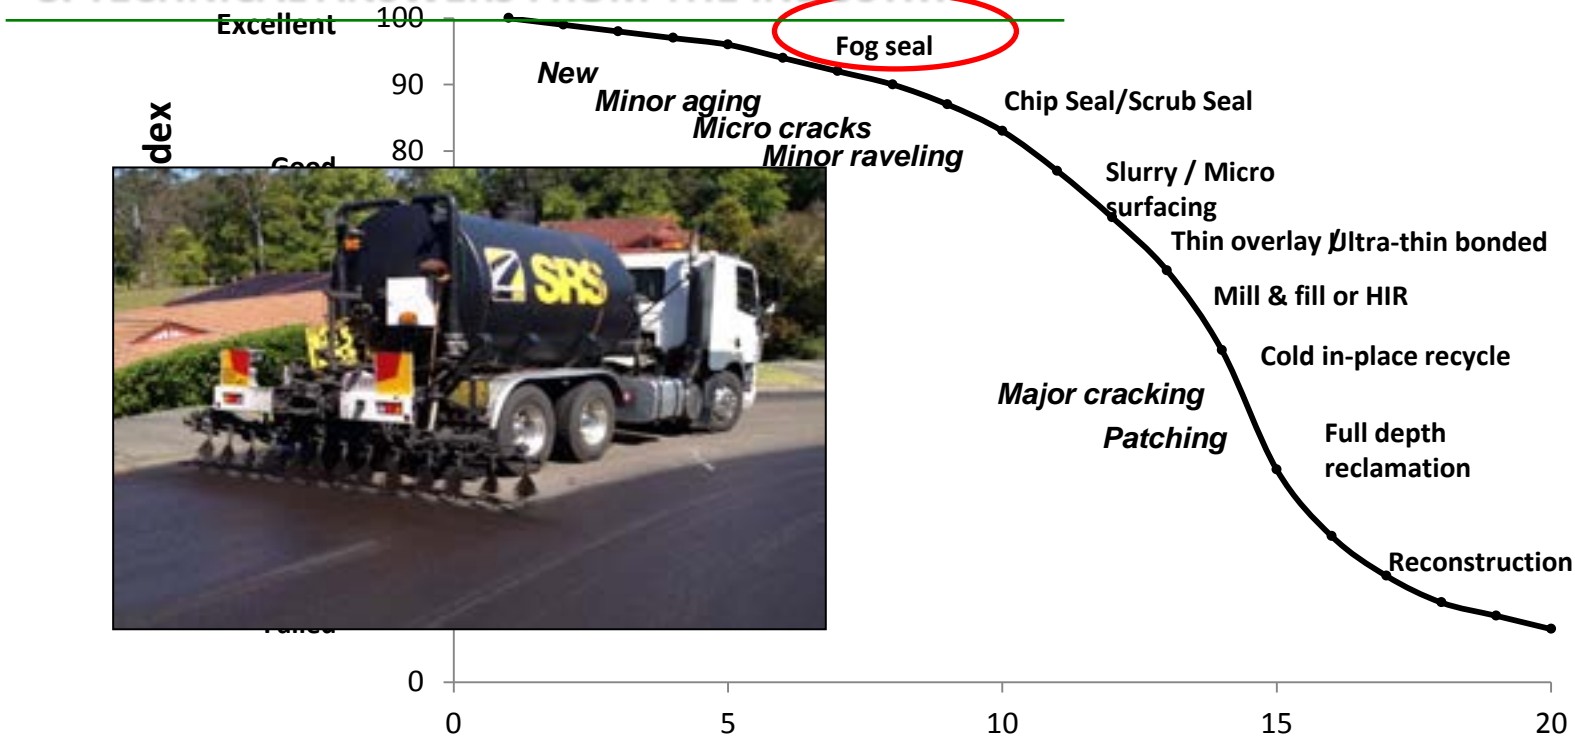 Excellent
100
Fog seal
New
90
Chip Seal/Scrub Seal
Minor aging
Micro cracks
80
Minor raveling
Slurry / Micro
surfacing
Thin overlay /
Ultra-thin bonded
SRS
Mill & fill or HIR
Cold in-place recycle
Major cracking
Patching
Full depth
reclamation
Reconstruction
0
0
5
10
15
20